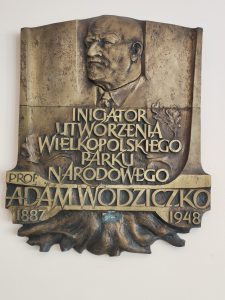 INICJATOR
UTWORZENIA
WIELKOPOLSKIEGO
PARKU
NARODOWEGO
PROF.
ADAM WODZICZKO
1887 1948